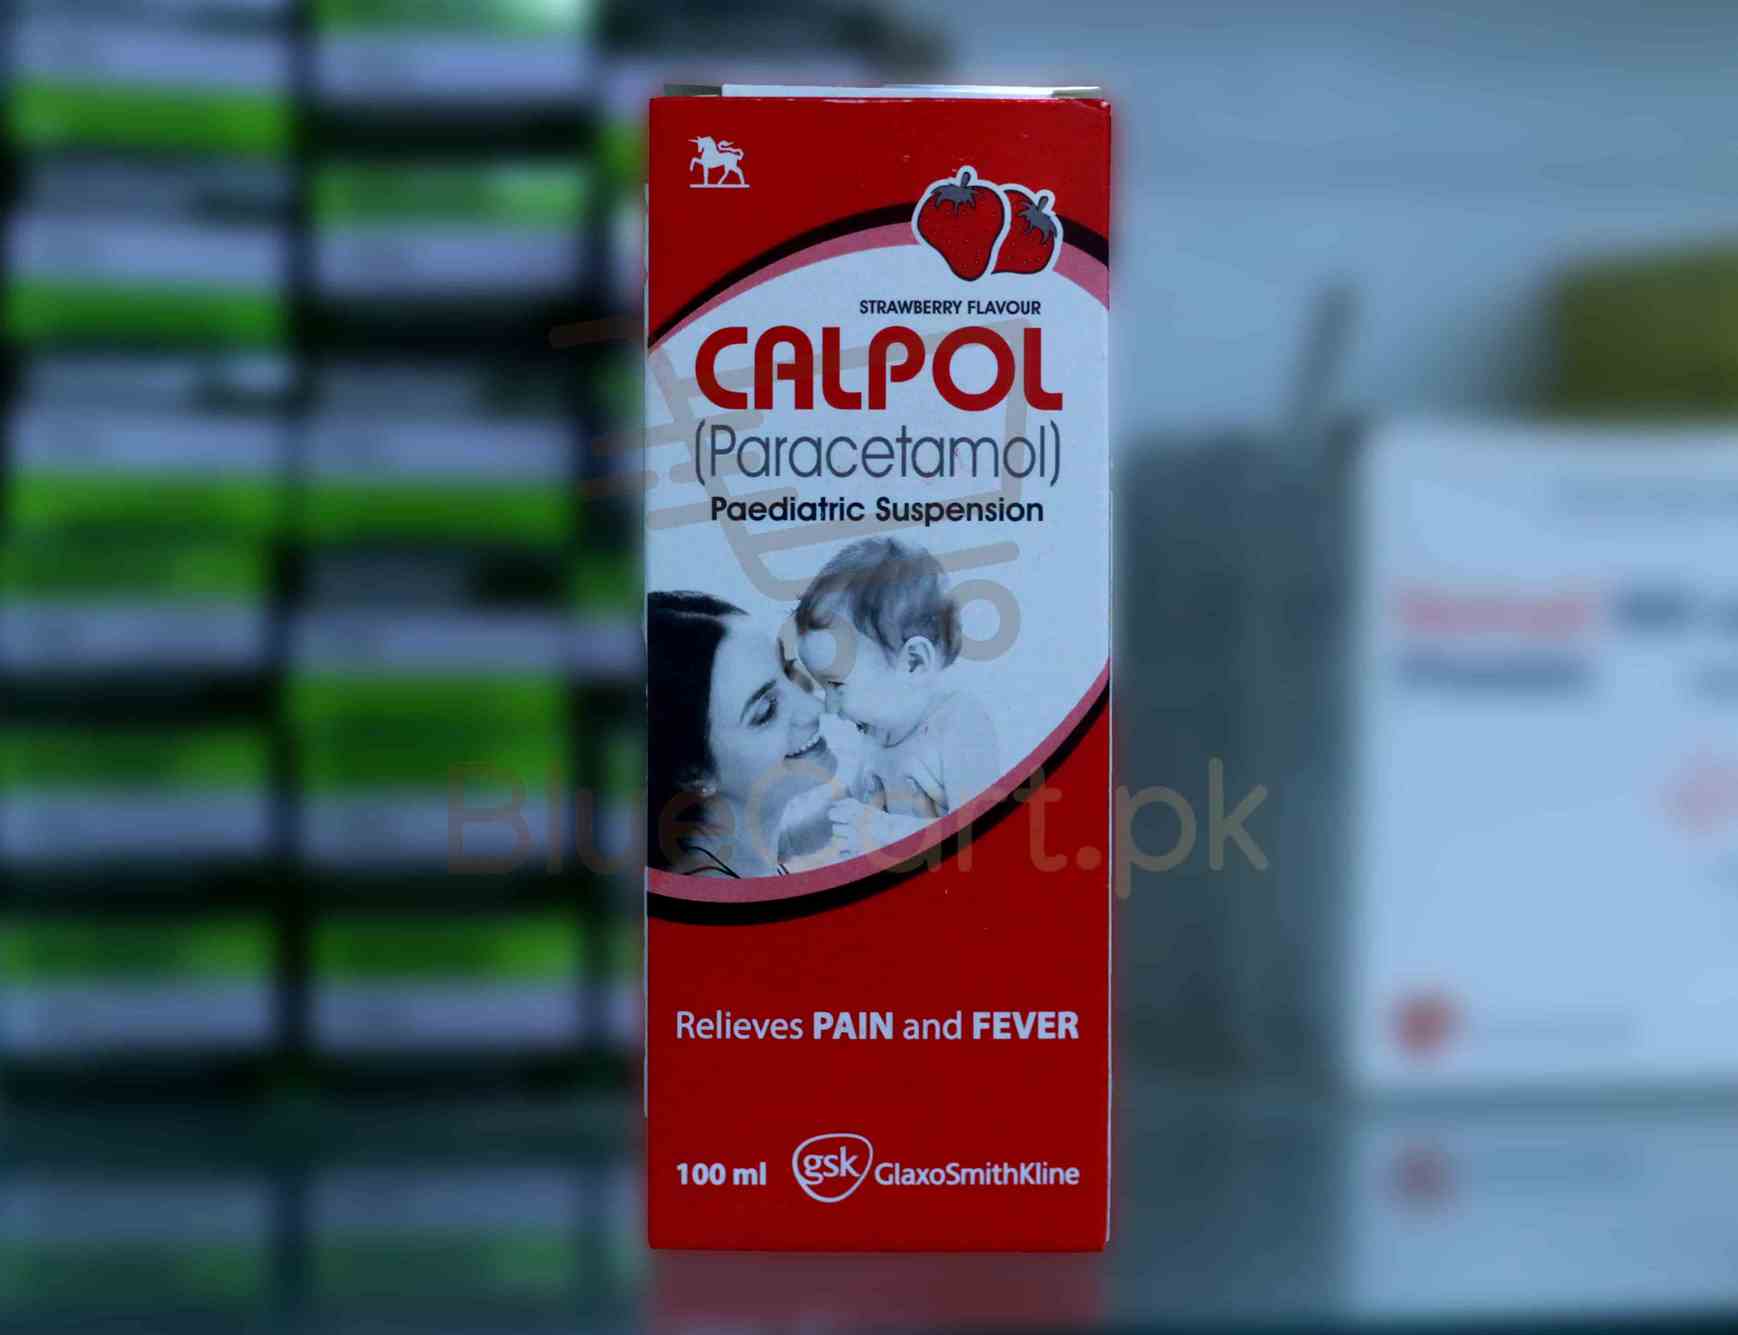 STRAWBERRY FLAVOUR
CALPOL
(Paracetamol)
Paediatric Suspension
BlueCart.pk
Relieves PAIN and FEVER
100 ml gsk GlaxoSmithKline